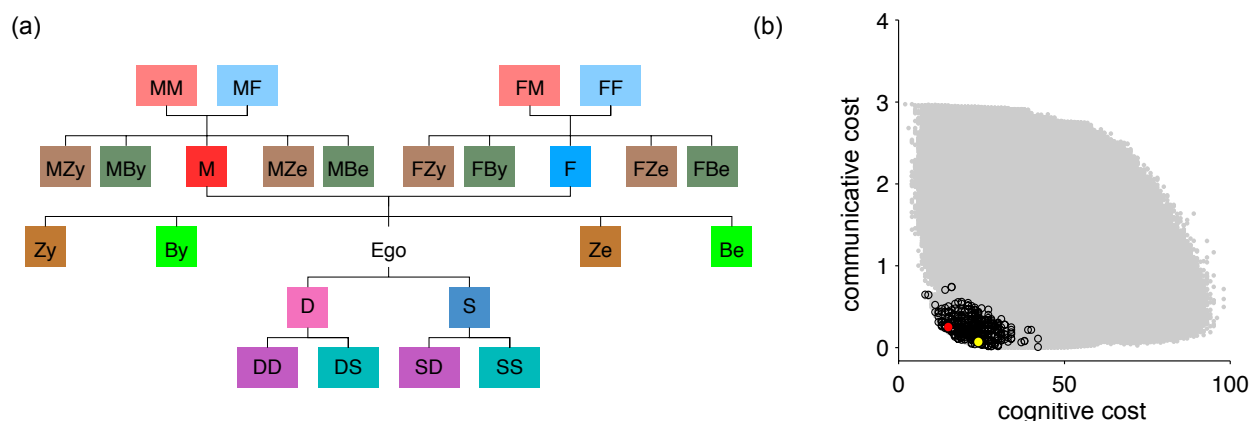 (a)
MM MF FM FF
MZy MBy M MZe MBe FZy FBy F FZe FBe
Zy By Ego Ze Be
D S
DD DS SD SS
(b)
communicative cost
4
3
2
1
0
0 50 100
cognitive cost